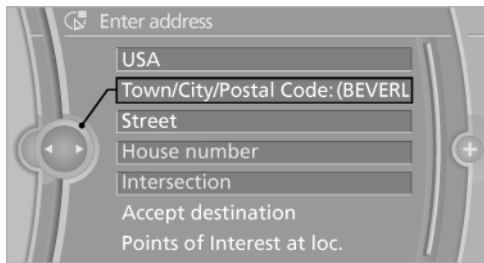 Enter address
USA
Town/City/Postal Code: (BEVERL
Street
House number
Intersection
Accept destination
Points of Interest at loc.